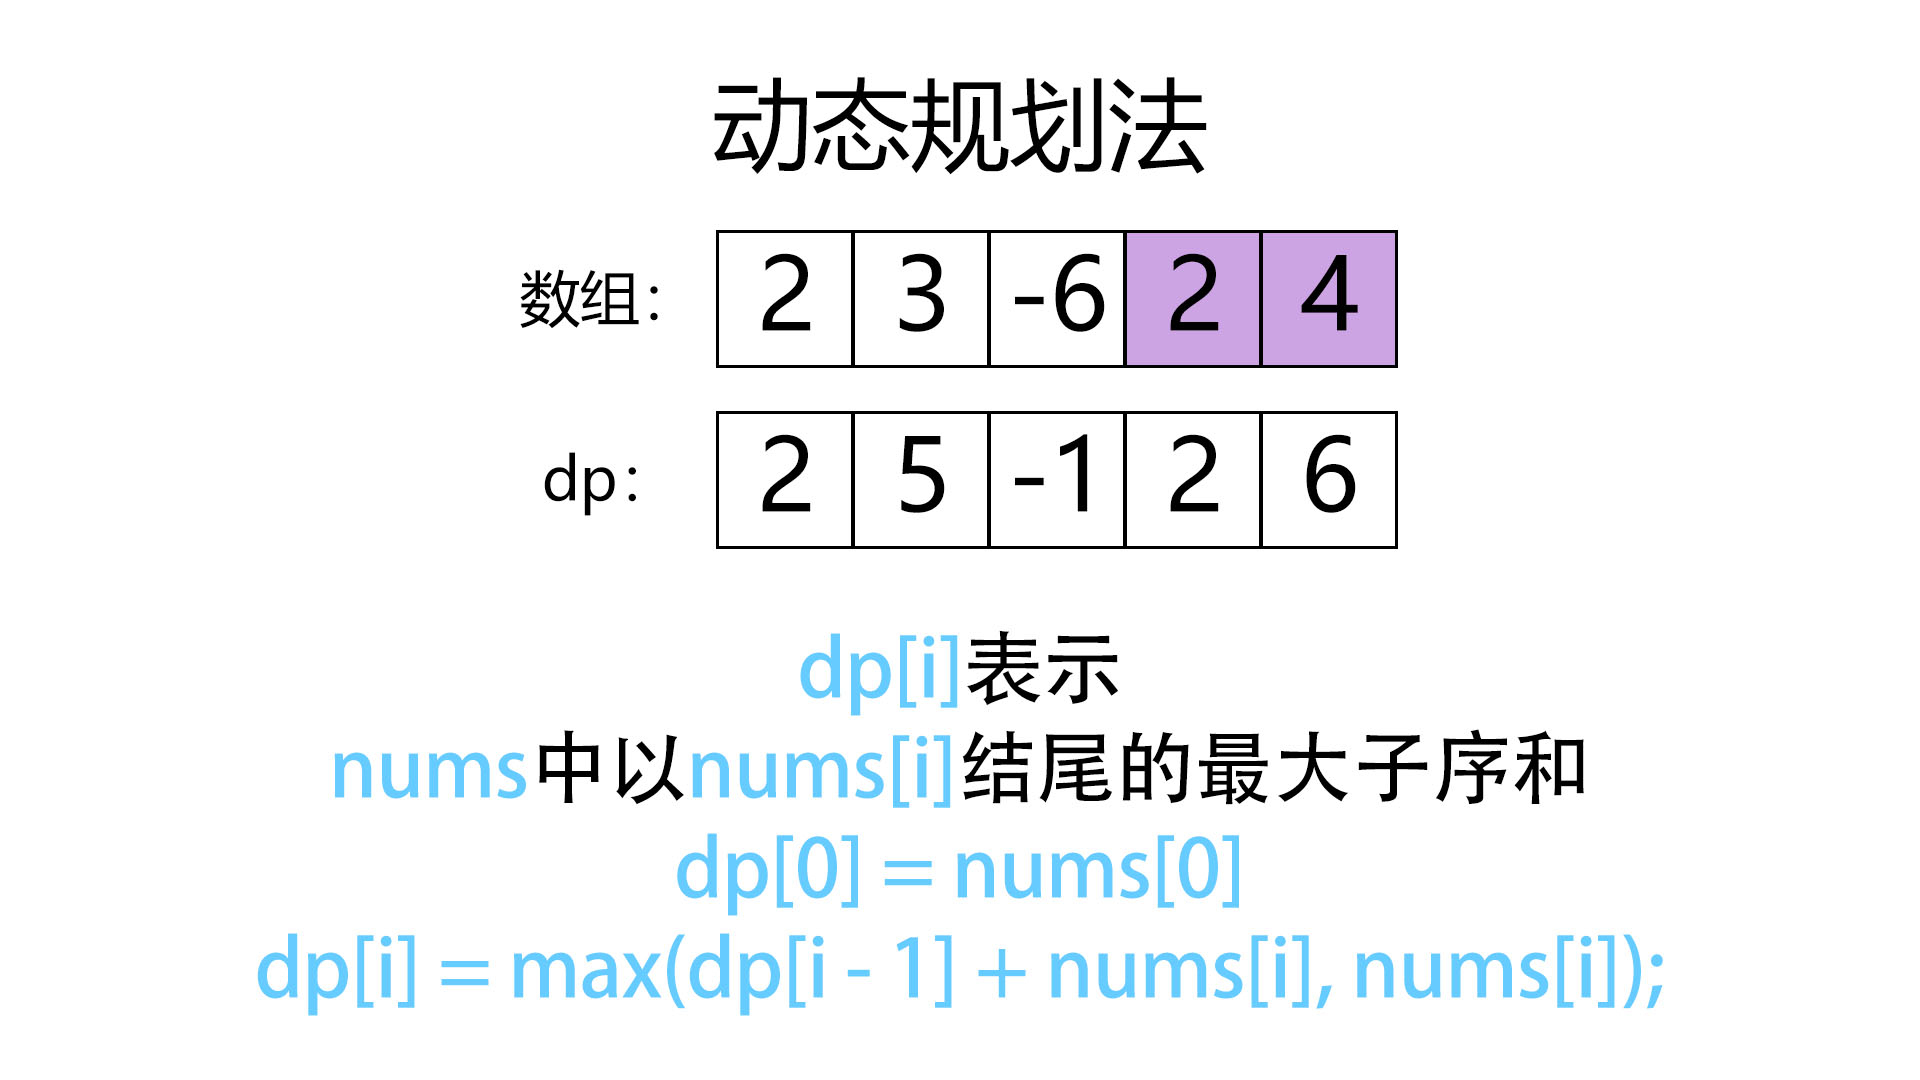 动态规划法
数组： 2 3 -6 2 4
dp： 2 5 -1 2 6
dp[i]表示
nums中以nums[i]结尾的最大子序和
dp[0] = nums[0]
dp[i] = max(dp[i - 1] + nums[i], nums[i]);